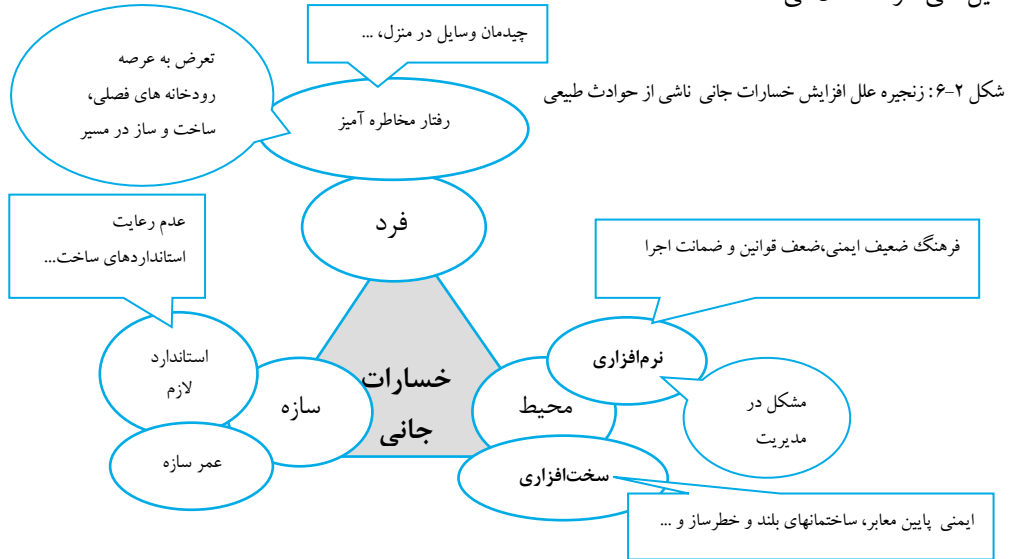 چیدمان وسایل در منزل، ...
تعرض به عرصه
رودخانه های فصلی،
ساخت و ساز در مسیر
شکل ۲-۶: زنجیره علل افزایش خسارات جانی ناشی از حوادث طبیعی
رفتار مخاطره آمیز
فرد
عدم رعایت
استانداردهای ساخت...
فرهنگ ضعیف ایمنی،ضعف قوانین و ضمانت اجرا
استاندارد
لازم
نرم‌افزاری
خسارات
جانی
سازه
محیط
مشکل در
مدیریت
عمر سازه
سخت‌افزاری
ایمنی پایین معابر، ساختمانهای بلند و خطرساز و ...